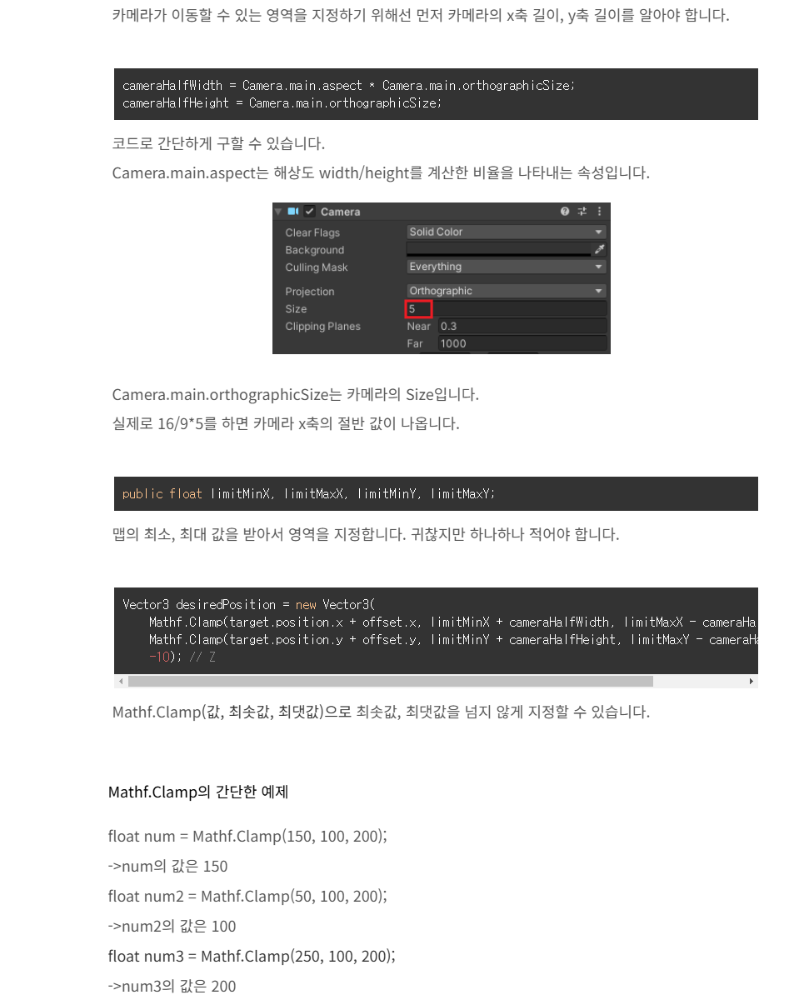 카메라가 이동할 수 있는 영역을 지정하기 위해선 먼저 카메라의 x축 길이, y축 길이를 알아야 합니다.
cameraHalfWidth = Camera.main.aspect * Camera.main.orthographicSize;
cameraHalfHeight = Camera.main.orthographicSize;
코드로 간단하게 구할 수 있습니다.
Camera.main.aspect는 해상도 width/height를 계산한 비율을 나타내는 속성입니다.
Camera
Clear Flags Solid Color
Background
Culling Mask Everything
Projection Orthographic
Size 5
Clipping Planes Near 0.3
Far 1000
Camera.main.orthographicSize는 카메라의 Size입니다.
실제로 16/9*5를 하면 카메라 x축의 절반 값이 나옵니다.
public float limitMinX, limitMaxX, limitMinY, limitMaxY;
맵의 최소, 최대 값을 받아서 영역을 지정합니다. 귀찮지만 하나하나 적어야 합니다.
Vector3 desiredPosition = new Vector3(
Mathf.Clamp(target.position.x + offset.x, limitMinX + cameraHalfWidth, limitMaxX - cameraHa
Mathf.Clamp(target.position.y + offset.y, limitMinY + cameraHalfHeight, limitMaxY - cameraHa
-10); // Z
Mathf.Clamp(값, 최솟값, 최댓값)으로 최솟값, 최댓값을 넘지 않게 지정할 수 있습니다.
Mathf.Clamp의 간단한 예제
float num = Mathf.Clamp(150, 100, 200);
->num의 값은 150
float num2 = Mathf.Clamp(50, 100, 200);
->num2의 값은 100
float num3 = Mathf.Clamp(250, 100, 200);
->num3의 값은 200